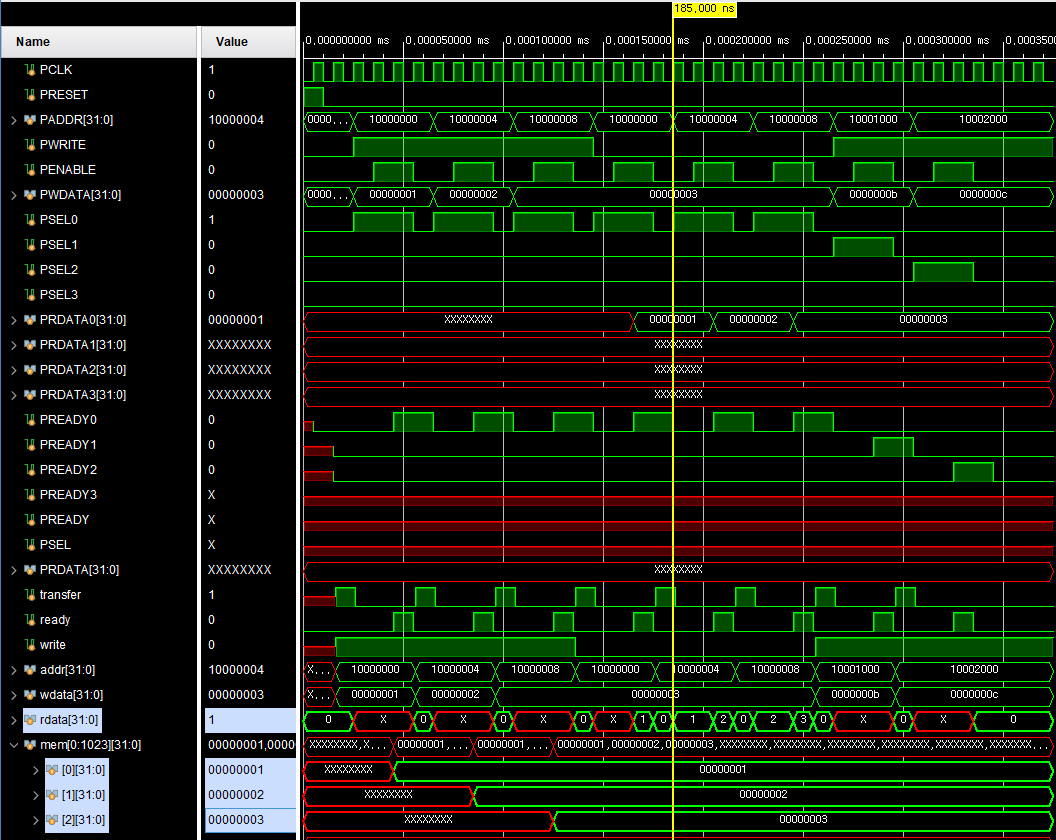 185,000 ns
Name Value
0,000000000 ms 0,000050000 ms 0,000100000 ms 0,000150000 ms 0,000200000 ms 0,000250000 ms 0,000300000 ms 0,00035
PCLK 1
PRESET 0
PADDR[31:0] 10000004 0000,... 10000000 10000004 10000008 10000000 10000004 10000008 10001000 10002000
PWRITE 0
PENABLE 0
PWDATA[31:0] 00000003 0000,... 00000001 00000002 00000003 0000000b 0000000c
PSEL0 1
PSEL1 0
PSEL2 0
PSEL3 0
PRDATA0[31:0] 00000001 XXXXXXXX 00000001 00000002 00000003
PRDATA1[31:0] XXXXXXXX XXXXXXXX
PRDATA2[31:0] XXXXXXXX XXXXXXXX
PRDATA3[31:0] XXXXXXXX XXXXXXXX
PREADY0 0
PREADY1 0
PREADY2 0
PREADY3 X
PREADY X
PSEL X
PRDATA[31:0] XXXXXXXX XXXXXXXX
transfer 1
ready 0
write 0
addr[31:0] 10000004 X... 10000000 10000004 10000008 10000000 10000004 10000008 10001000 10002000
wdata[31:0] 00000003 X... 00000001 00000002 00000003 0000000b 0000000c
rdata[31:0] 1 0 X 0 X 0 X 0 X 1 0 1 2 0 2 3 0 X 0 X 0
mem[0:1023][31:0] 00000001,0000 XXXXXXXX,X... 00000001,... 00000001,... 00000001,00000002,00000003,XXXXXXXX,XXXXXXXX,XXXXXXXX,XXXXXXXX,XXXXXXX...
[0][31:0] 00000001 XXXXXXXX 00000001
[1][31:0] 00000002 XXXXXXXX 00000002
[2][31:0] 00000003 XXXXXXXX 00000003